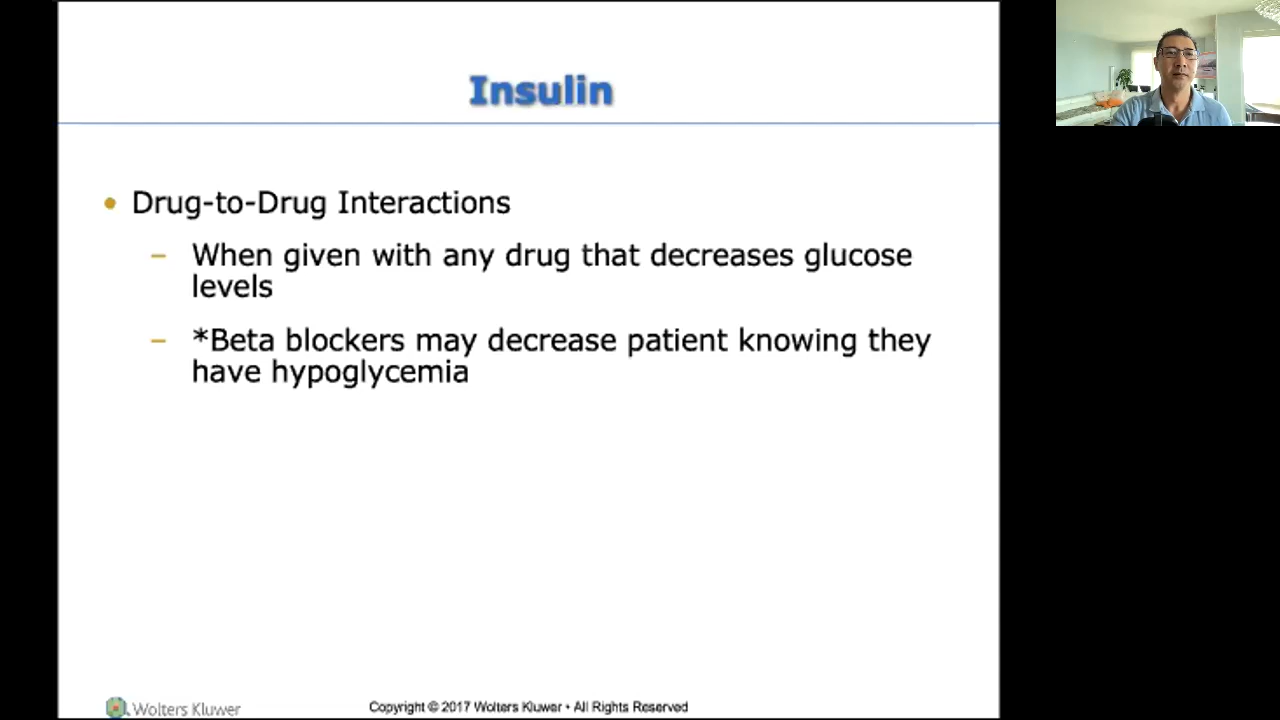 Insulin
• Drug-to-Drug Interactions
– When given with any drug that decreases glucose
levels
– *Beta blockers may decrease patient knowing they
have hypoglycemia
Wolters Kluwer
Copyright © 2017 Wolters Kluwer • All Rights Reserved